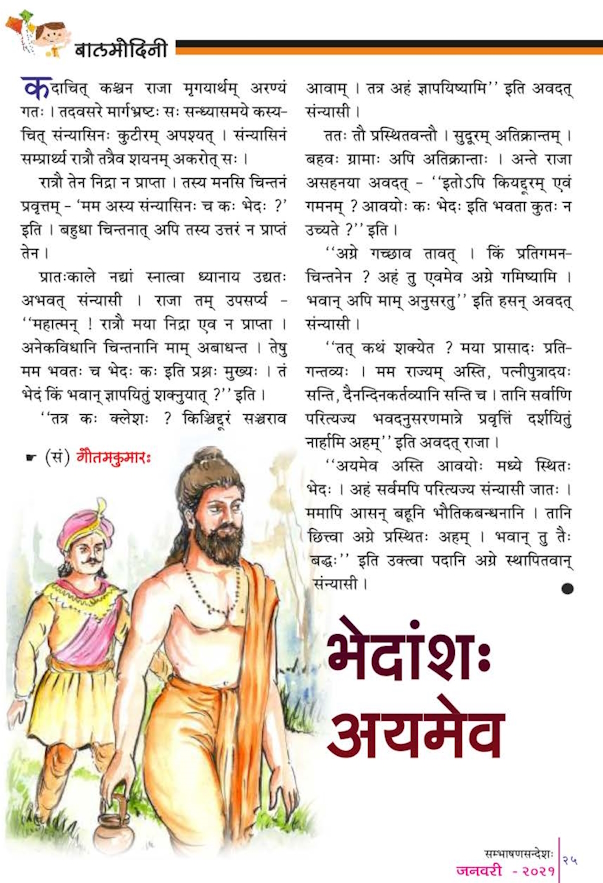 बालमोदिनी
कदाचित् कश्चन राजा मृगयार्थम् अरण्यं
गतः । तदवसरे मार्गभ्रष्टः सः सन्ध्यासमये कस्य-
चित् संन्यासिनः कुटीरम् अपश्यत् । संन्यासिनं
सम्प्रार्थ्य रात्रौ तत्रैव शयनम् अकरोत् सः ।
रात्रौ तेन निद्रा न प्राप्ता । तस्य मनसि चिन्तनं
प्रवृत्तम् – ‘मम अस्य संन्यासिनः च कः भेदः ?’
इति । बहुधा चिन्तनात् अपि तस्य उत्तरं न प्राप्तं
तेन ।
प्रातःकाले नद्यां स्नात्वा ध्यानाय उद्यतः
अभवत् संन्यासी । राजा तम् उपसर्प्य –
‘‘महात्मन् ! रात्रौ मया निद्रा एव न प्राप्ता ।
अनेकविधानि चिन्तनानि माम् अबाधन्त । तेषु
मम भवतः च भेदः कः इति प्रश्नः मुख्यः । तं
भेदं किं भवान् ज्ञापयितुं शक्नुयात् ?’’ इति ।
‘‘तत्र कः क्लेशः ? किञ्चिद्दूरं सञ्चराव
☛ (सं) गौतमकुमारः
आवाम् । तत्र अहं ज्ञापयिष्यामि’’ इति अवदत्
संन्यासी ।
ततः तौ प्रस्थितवन्तौ । सुदूरम् अतिक्रान्तम् ।
बहवः ग्रामाः अपि अतिक्रान्ताः । अन्ते राजा
असहनया अवदत् – ‘‘इतोऽपि कियद्दूरम् एवं
गमनम् ? आवयोः कः भेदः इति भवता कुतः न
उच्यते ?’’ इति ।
‘‘अग्रे गच्छाव तावत् । किं प्रतिगमन-
चिन्तनेन ? अहं तु एवमेव अग्रे गमिष्यामि ।
भवान् अपि माम् अनुसरतु’’ इति हसन् अवदत्
संन्यासी ।
‘‘तत् कथं शक्येत ? मया प्रासादः प्रति-
गन्तव्यः । मम राज्यम् अस्ति, पत्नीपुत्रादयः
सन्ति, दैनन्दिनकर्तव्यानि सन्ति च । तानि सर्वाणि
परित्यज्य भवदनुसरणमात्रे प्रवृत्तिं दर्शयितुं
नार्हामि अहम्’’ इति अवदत् राजा ।
‘‘अयमेव अस्ति आवयोः मध्ये स्थितः
भेदः । अहं सर्वमपि परित्यज्य संन्यासी जातः ।
ममापि आसन् बहूनि भौतिकबन्धनानि । तानि
छित्त्वा अग्रे प्रस्थितः अहम् । भवान् तु तैः
बद्धः’’ इति उक्त्वा पदानि अग्रे स्थापितवान्
संन्यासी ।
भेदांशः
अयमेव
सम्भाषणसन्देशः
जनवरी - २०२१
२५